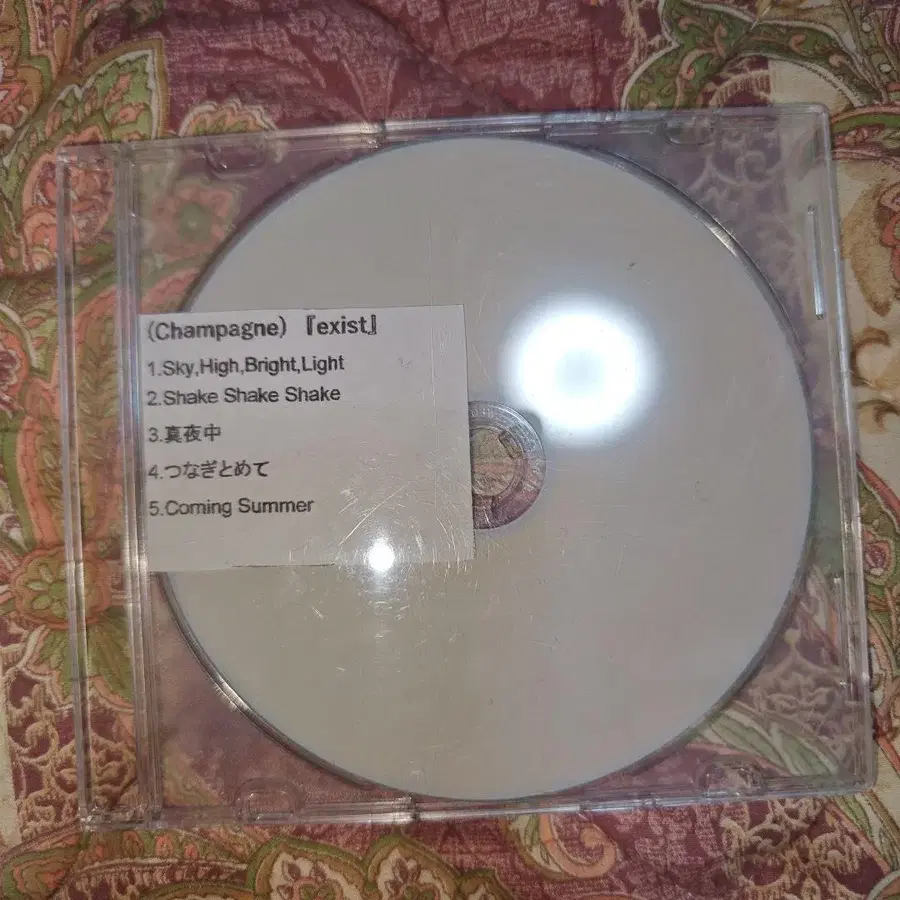 (Champagne) 『exist』
1.Sky,High,Bright,Light
2.Shake Shake Shake
3.真夜中
4.つなぎとめて
5.Coming Summer